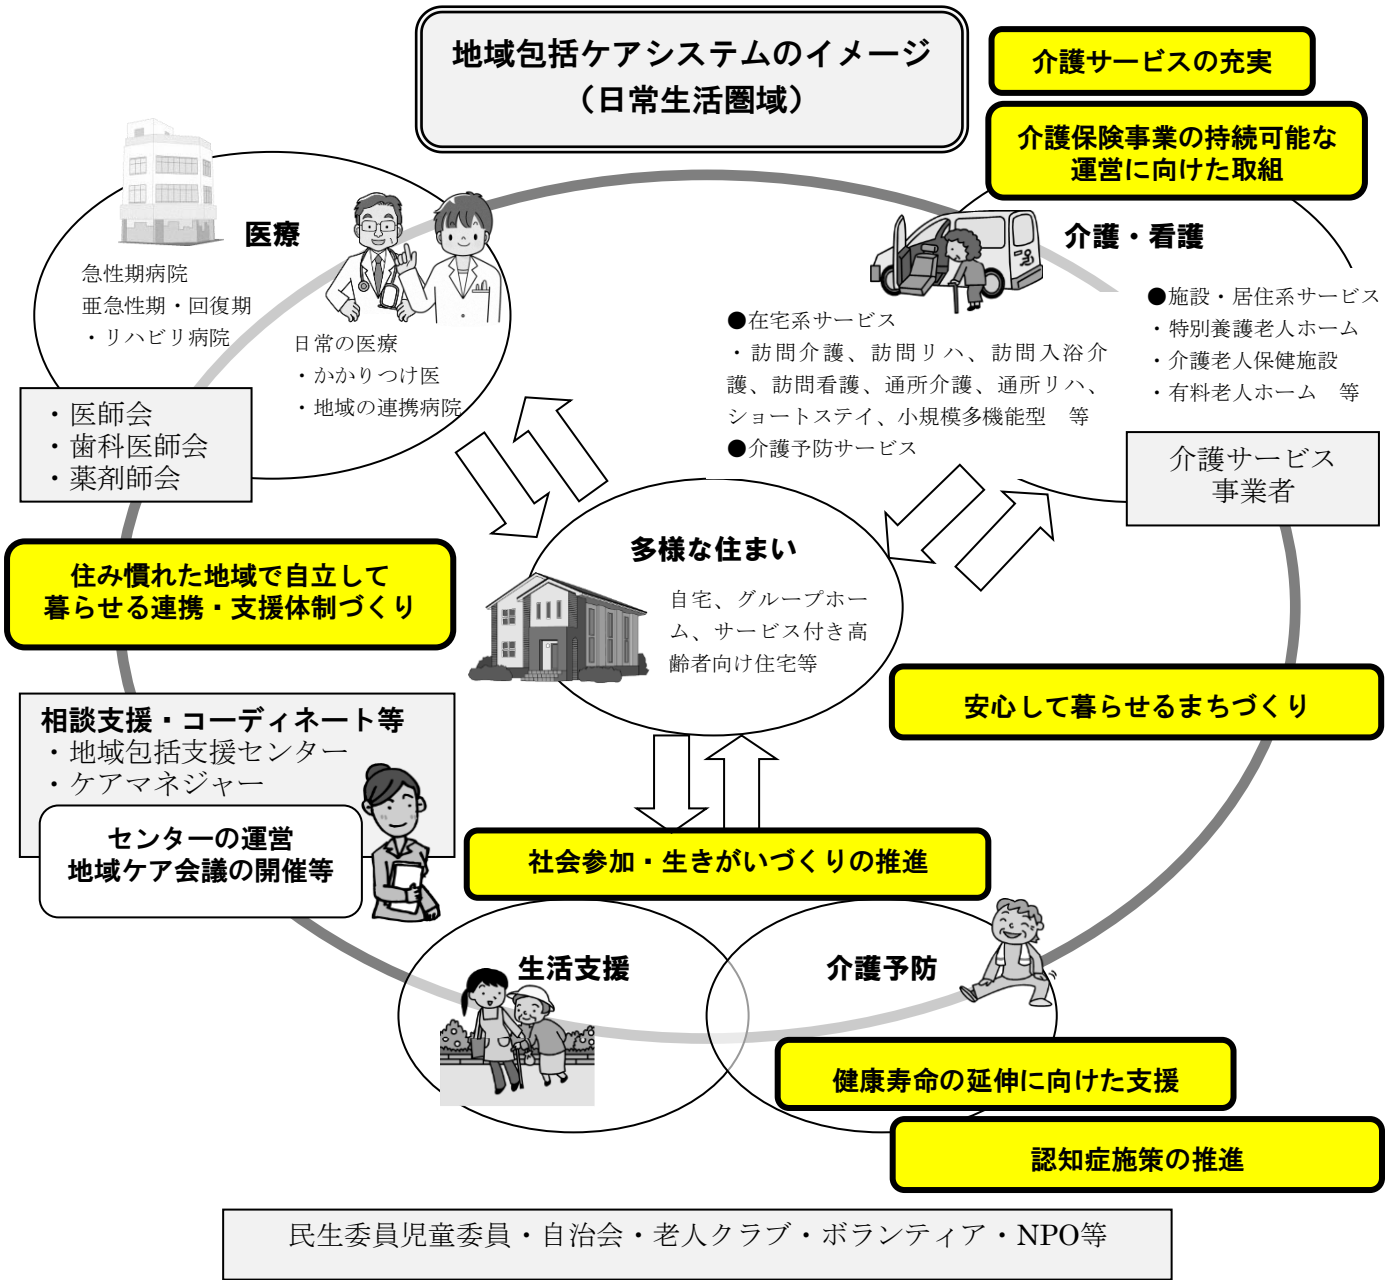 地域包括ケアシステムのイメージ
（日常生活圏域）
介護サービスの充実
介護保険事業の持続可能な
運営に向けた取組
医療
急性期病院
亜急性期・回復期
・リハビリ病院
日常の医療
・かかりつけ医
・地域の連携病院
・医師会
・歯科医師会
・薬剤師会
介護・看護
●在宅系サービス
・訪問介護、訪問リハ、訪問入浴介
護、訪問看護、通所介護、通所リハ、
ショートステイ、小規模多機能型　等
●介護予防サービス
●施設・居住系サービス
・特別養護老人ホーム
・介護老人保健施設
・有料老人ホーム　等
介護サービス
事業者
多様な住まい
自宅、グループホー
ム、サービス付き高
齢者向け住宅等
住み慣れた地域で自立して
暮らせる連携・支援体制づくり
安心して暮らせるまちづくり
相談支援・コーディネート等
・地域包括支援センター
・ケアマネジャー
センターの運営
地域ケア会議の開催等
社会参加・生きがいづくりの推進
生活支援
介護予防
健康寿命の延伸に向けた支援
認知症施策の推進
民生委員児童委員・自治会・老人クラブ・ボランティア・NPO等